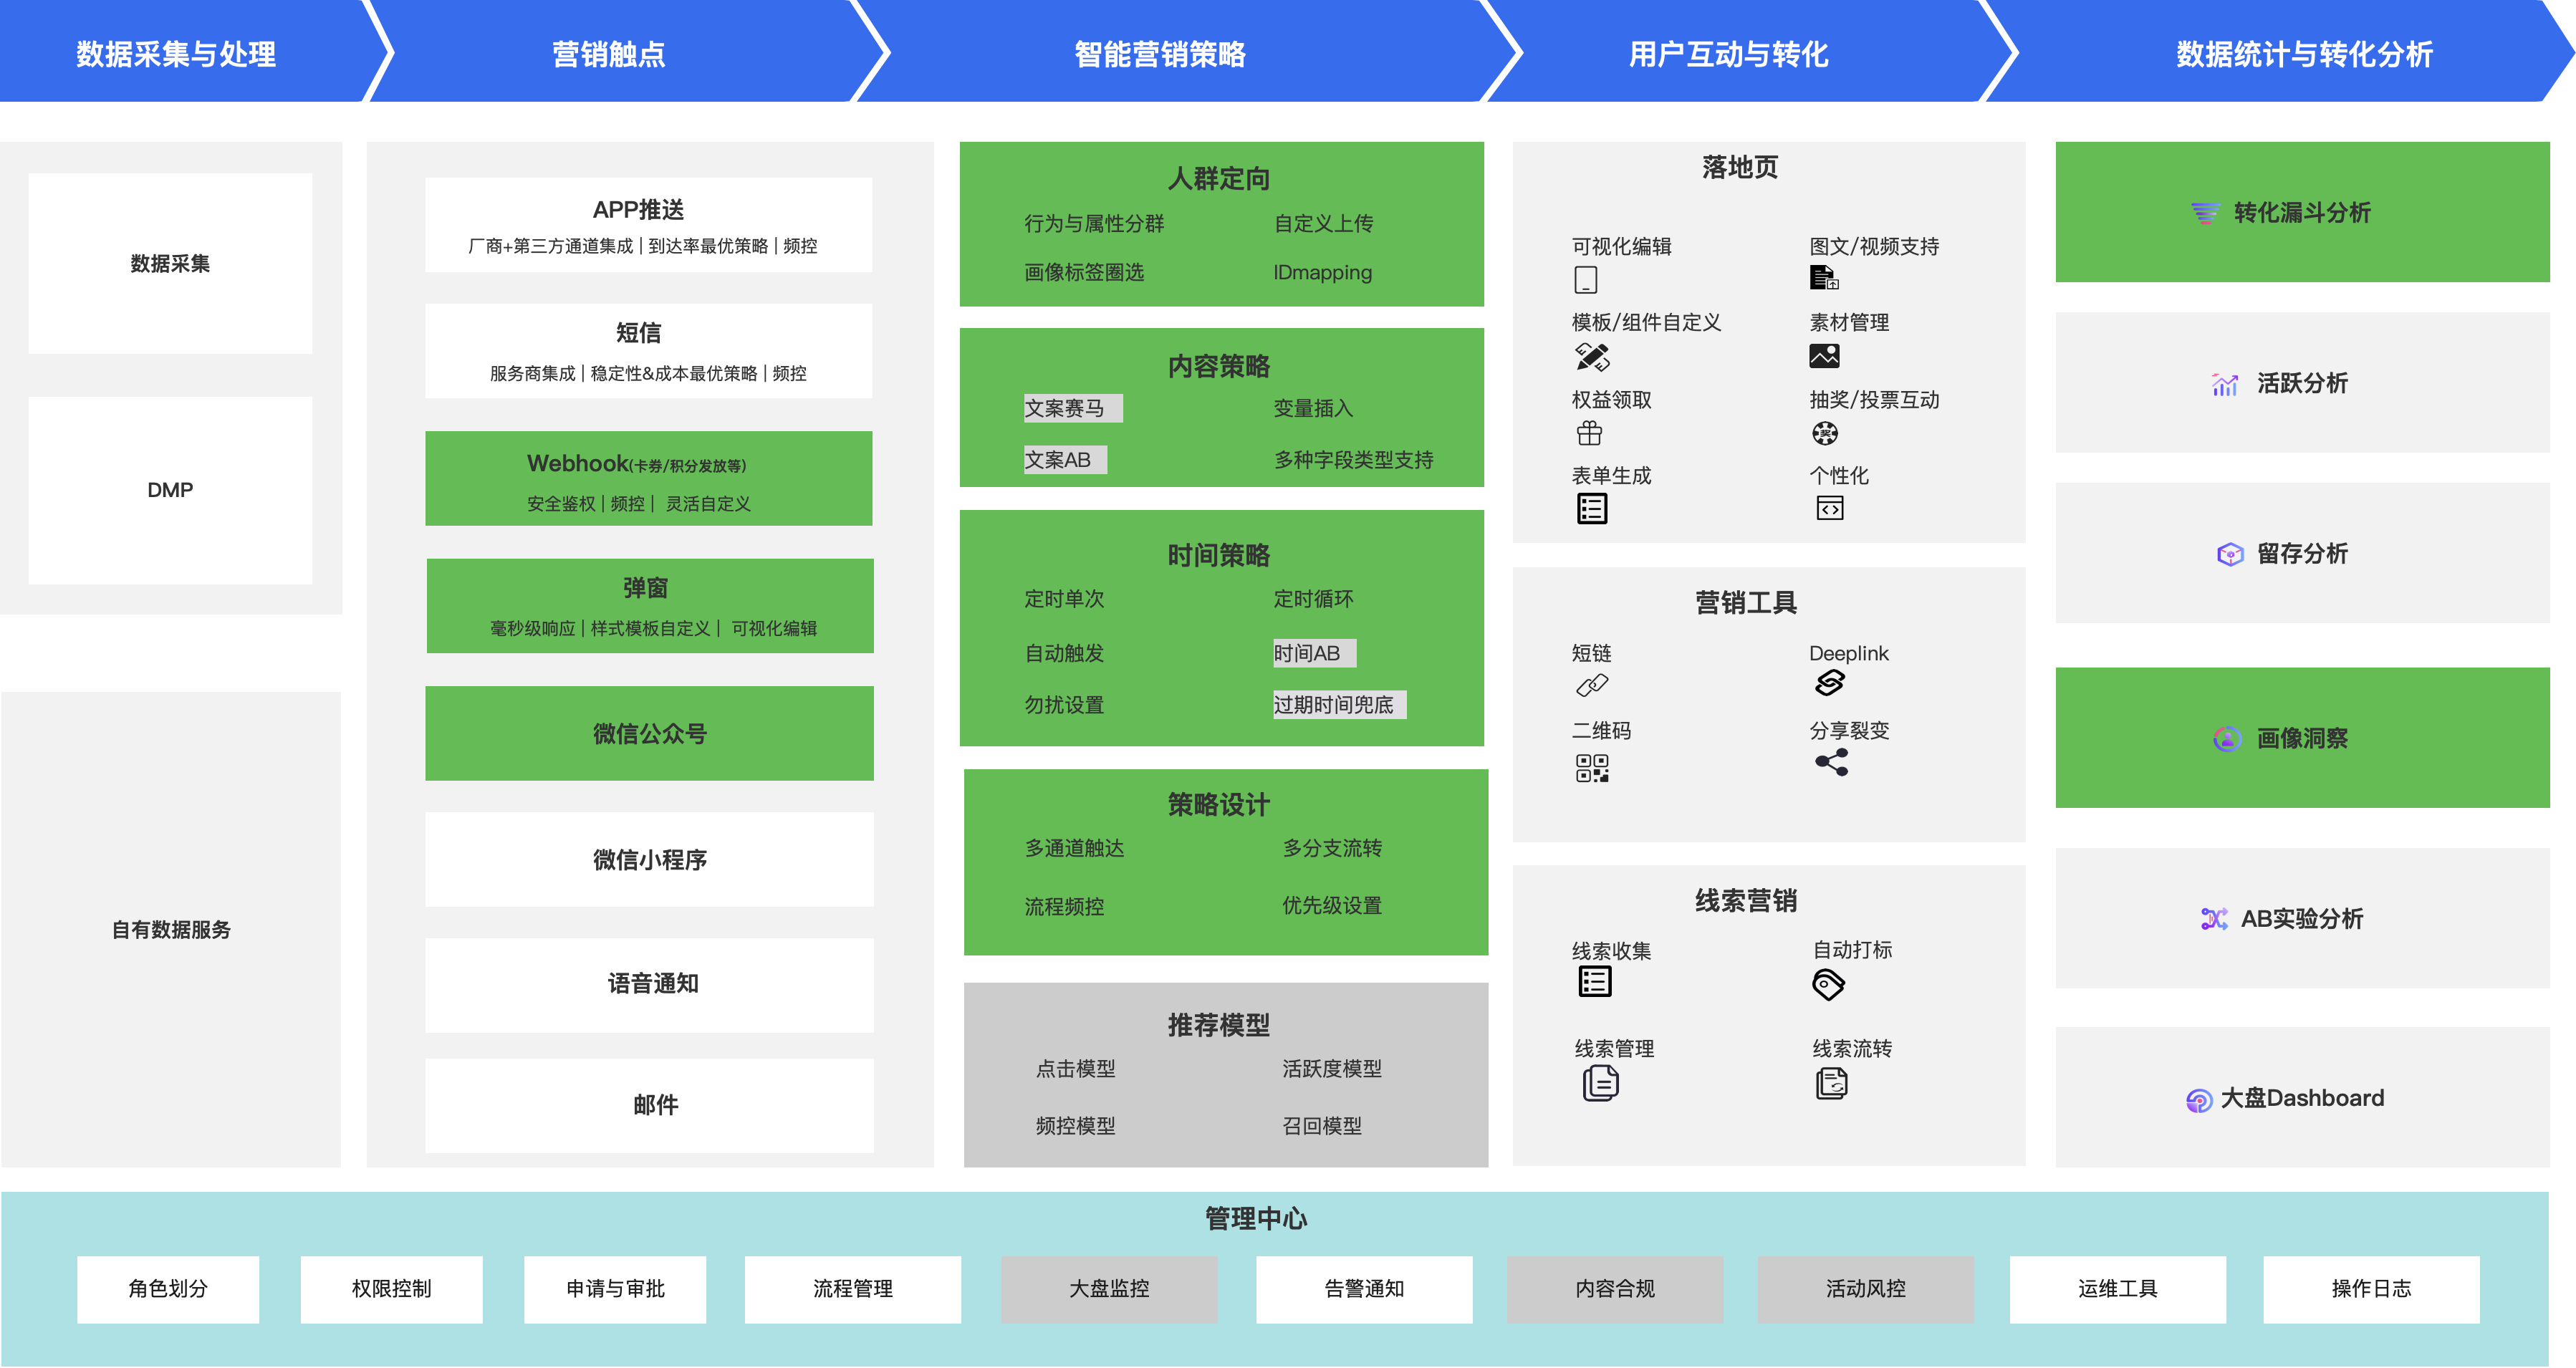 数据采集与处理
营销触点
智能营销策略
用户互动与转化
数据统计与转化分析
数据采集
DMP
自有数据服务
APP推送
厂商+第三方通道集成 | 到达率最优策略 | 频控
短信
服务商集成 | 稳定性&成本最优策略 | 频控
Webhook(卡券/积分发放等)
安全鉴权 | 频控 | 灵活自定义
弹窗
毫秒级响应 | 样式模板自定义 | 可视化编辑
微信公众号
微信小程序
语音通知
邮件
人群定向
行为与属性分群 自定义上传
画像标签圈选 IDmapping
内容策略
文案赛马 变量插入
文案AB 多种字段类型支持
时间策略
定时单次 定时循环
自动触发 时间AB
勿扰设置 过期时间兜底
策略设计
多通道触达 多分支流转
流程频控 优先级设置
推荐模型
点击模型 活跃度模型
频控模型 召回模型
落地页
可视化编辑 图文/视频支持
模板/组件自定义 素材管理
权益领取 抽奖/投票互动
奖
表单生成 个性化
营销工具
短链 Deeplink
二维码 分享裂变
线索营销
线索收集 自动打标
线索管理 线索流转
转化漏斗分析
活跃分析
留存分析
画像洞察
AB实验分析
大盘Dashboard
管理中心
角色划分 权限控制 申请与审批 流程管理 大盘监控 告警通知 内容合规 活动风控 运维工具 操作日志